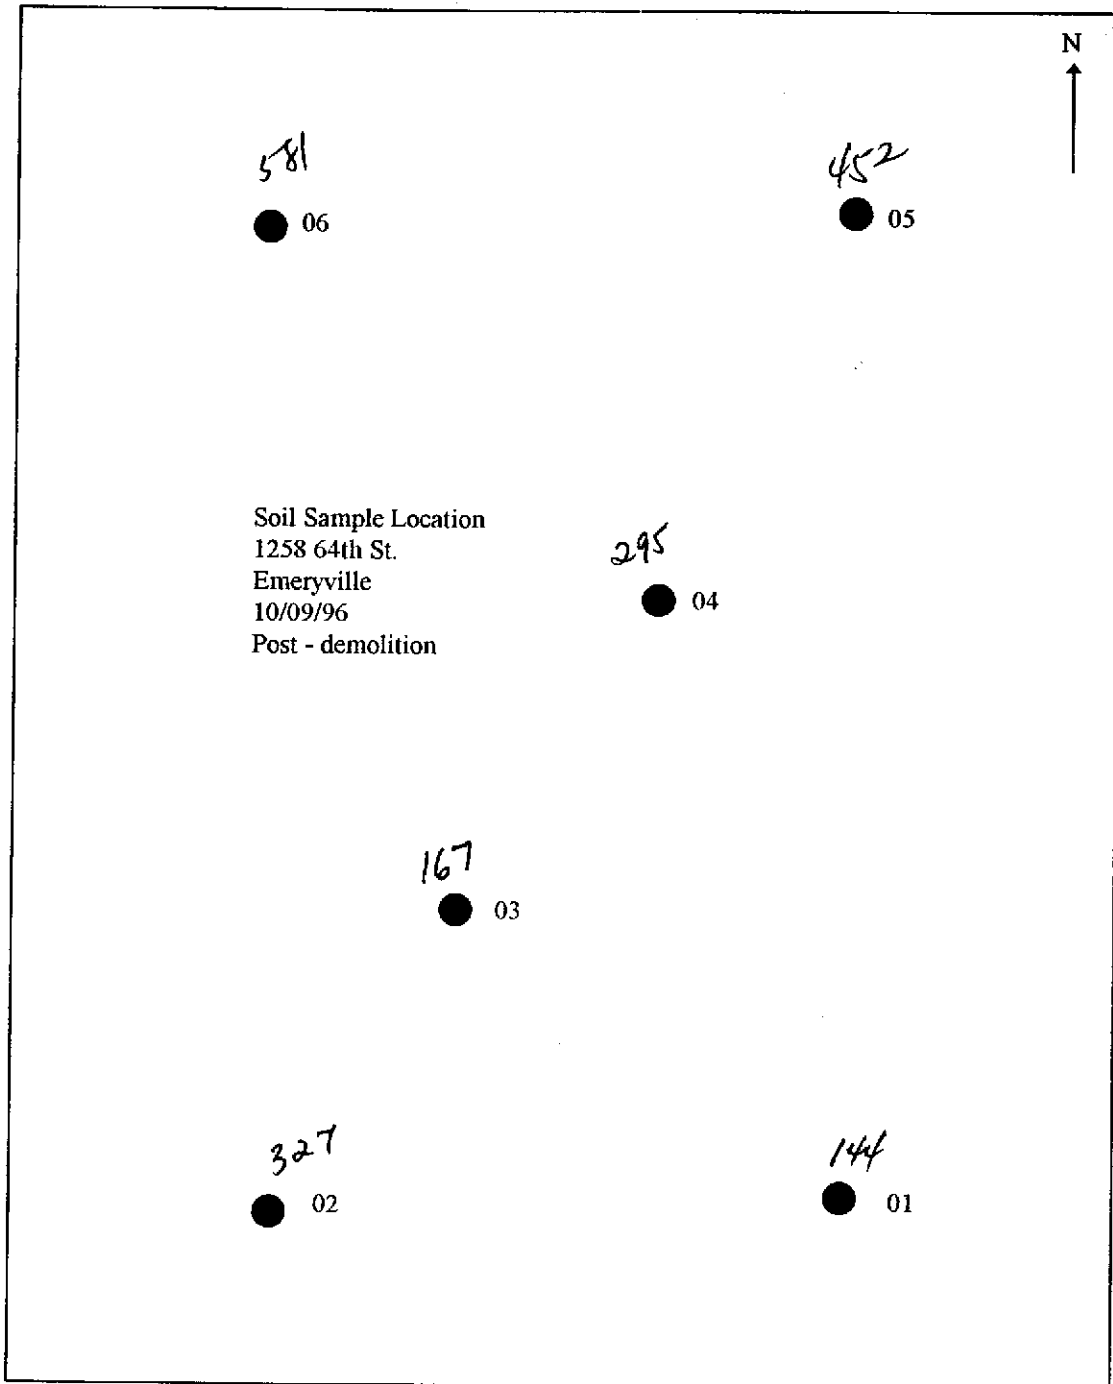 N
581
06
452
05
Soil Sample Location
1258 64th St.
Emeryville
10/09/96
Post - demolition
295
04
167
03
327
02
144
01